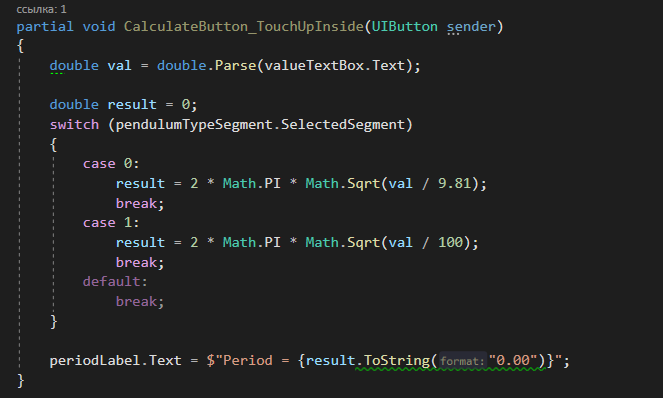 ссылка: 1
partial void CalculateButton_TouchUpInside(UIButton sender)
{
double val = double.Parse(valueTextBox.Text);
double result = 0;
switch (pendulumTypeSegment.SelectedSegment)
{
case 0:
result = 2 * Math.PI * Math.Sqrt(val / 9.81);
break;
case 1:
result = 2 * Math.PI * Math.Sqrt(val / 100);
break;
default:
break;
}
periodLabel.Text = $"Period = {result.ToString(format:"0.00")}";
}